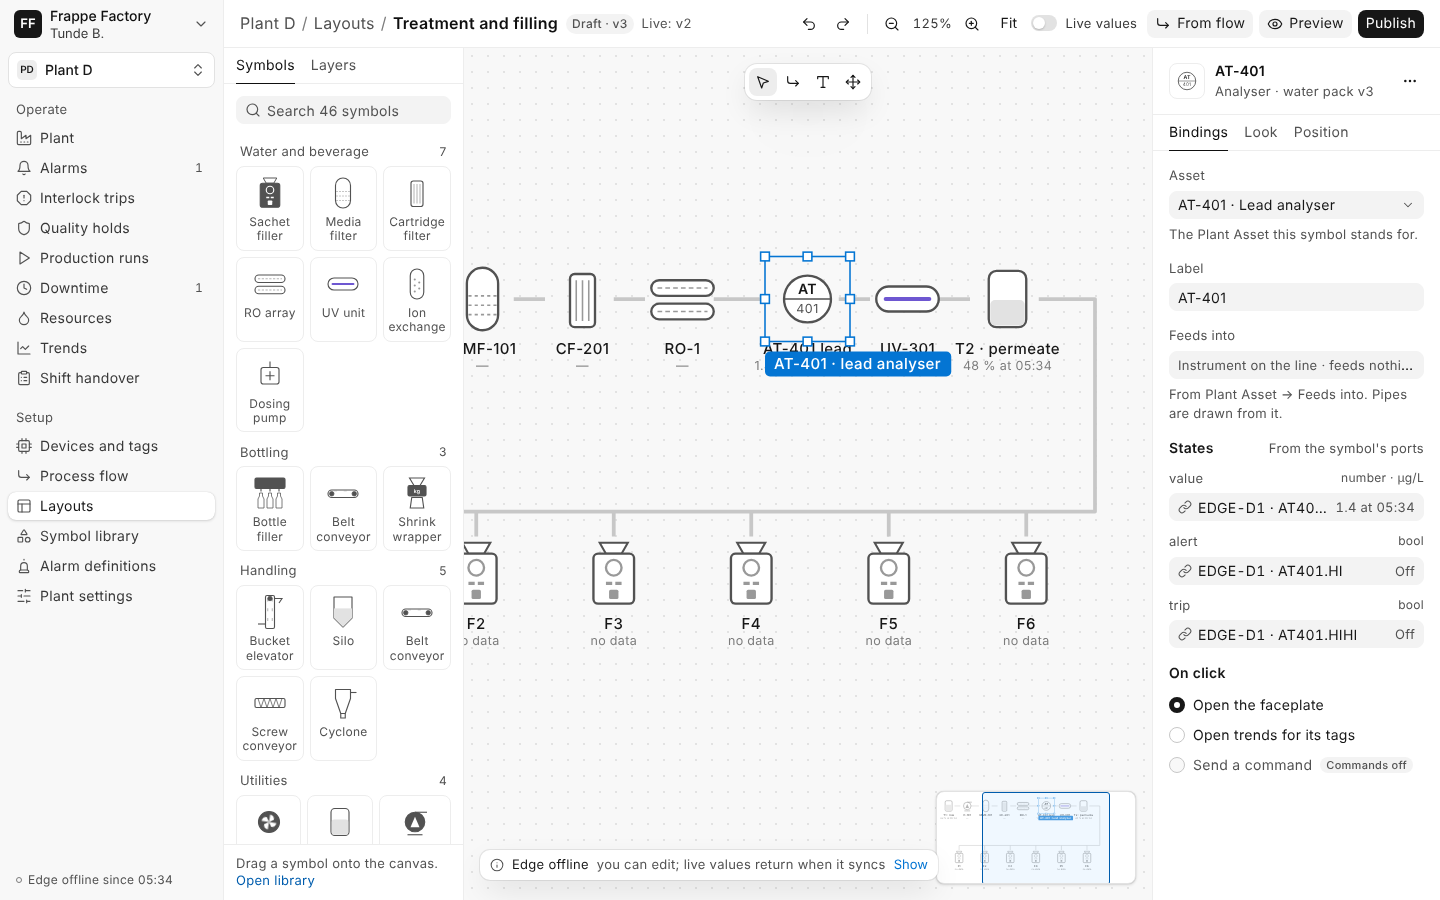 FF
Frappe Factory
Tunde B.
PD
Plant D
Operate
Plant
Alarms 1
Interlock trips
Quality holds
Production runs
Downtime 1
Resources
Trends
Shift handover
Setup
Devices and tags
Process flow
Layouts
Symbol library
Alarm definitions
Plant settings
Edge offline since 05:34
Plant D / Layouts / Treatment and filling Draft · v3 Live: v2
125% Fit Live values From flow Preview Publish
Symbols Layers
Search 46 symbols
Water and beverage 7
Sachet filler
Media filter
Cartridge filter
RO array
UV unit
Ion exchange
Dosing pump
Bottling 3
Bottle filler
Belt conveyor
kg
Shrink wrapper
Handling 5
Bucket elevator
Silo
Belt conveyor
Screw conveyor
Cyclone
Utilities 4
Drag a symbol onto the canvas.
Open library
AT
401
MF-101
—
CF-201
—
RO-1
—
AT-401 lead
1.
AT-401 · lead analyser
UV-301
T2 · permeate
48 % at 05:34
F2
o data
F3
no data
F4
no data
F5
no data
F6
no data
Edge offline you can edit; live values return when it syncs Show
AT
401
AT-401
Analyser · water pack v3
Bindings Look Position
Asset
AT-401 · Lead analyser
The Plant Asset this symbol stands for.
Label
AT-401
Feeds into
Instrument on the line · feeds nothi...
From Plant Asset → Feeds into. Pipes
are drawn from it.
States From the symbol's ports
value number · µg/L
EDGE-D1 · AT40... 1.4 at 05:34
alert bool
EDGE-D1 · AT401.HI Off
trip bool
EDGE-D1 · AT401.HIHI Off
On click
Open the faceplate
Open trends for its tags
Send a command Commands off